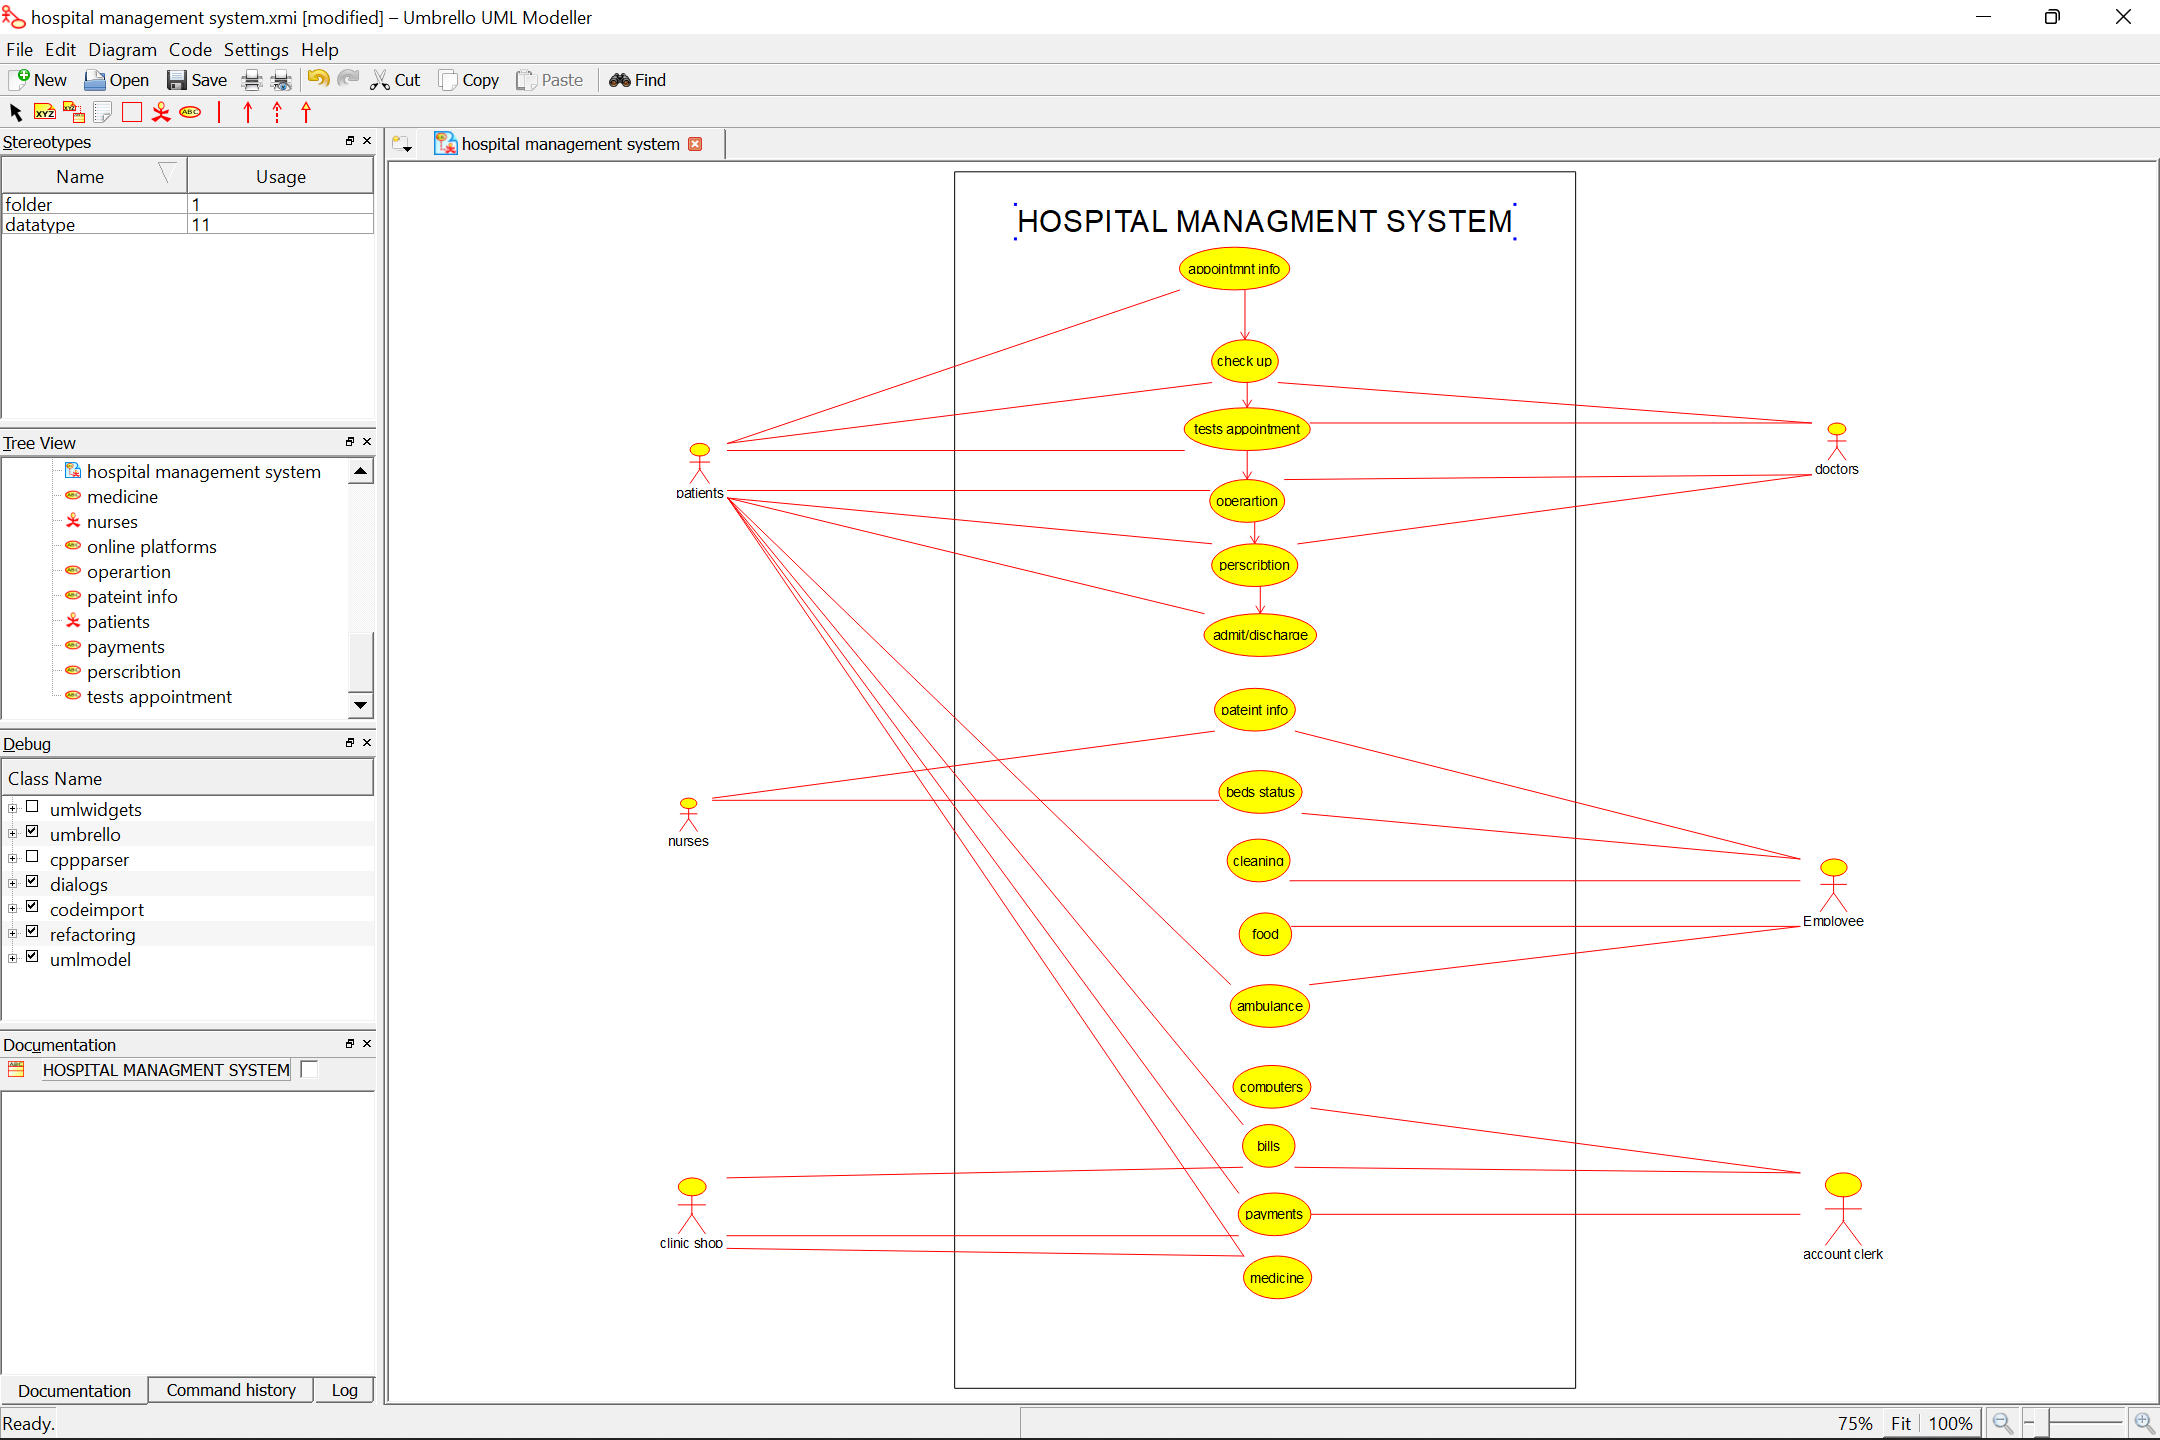 hospital management system.xmi [modified] – Umbrello UML Modeller
File Edit Diagram Code Settings Help
New Open Save Cut Copy Paste Find
XYZ ABC
Stereotypes
Name Usage
folder 1
datatype 11
Tree View
hospital management system
medicine
nurses
online platforms
operartion
pateint info
patients
payments
perscribtion
tests appointment
Debug
Class Name
umlwidgets
umbrello
cppparser
dialogs
codeimport
refactoring
umlmodel
Documentation
HOSPITAL MANAGMENT SYSTEM
Documentation Command history Log
Ready.
hospital management system
HOSPITAL MANAGMENT SYSTEM
appointmnt info
check up
tests appointment
operartion
perscribtion
admit/discharge
pateint info
beds status
cleaning
food
ambulance
computers
bills
payments
medicine
patients
nurses
clinic shop
doctors
Employee
account clerk
75% Fit 100%